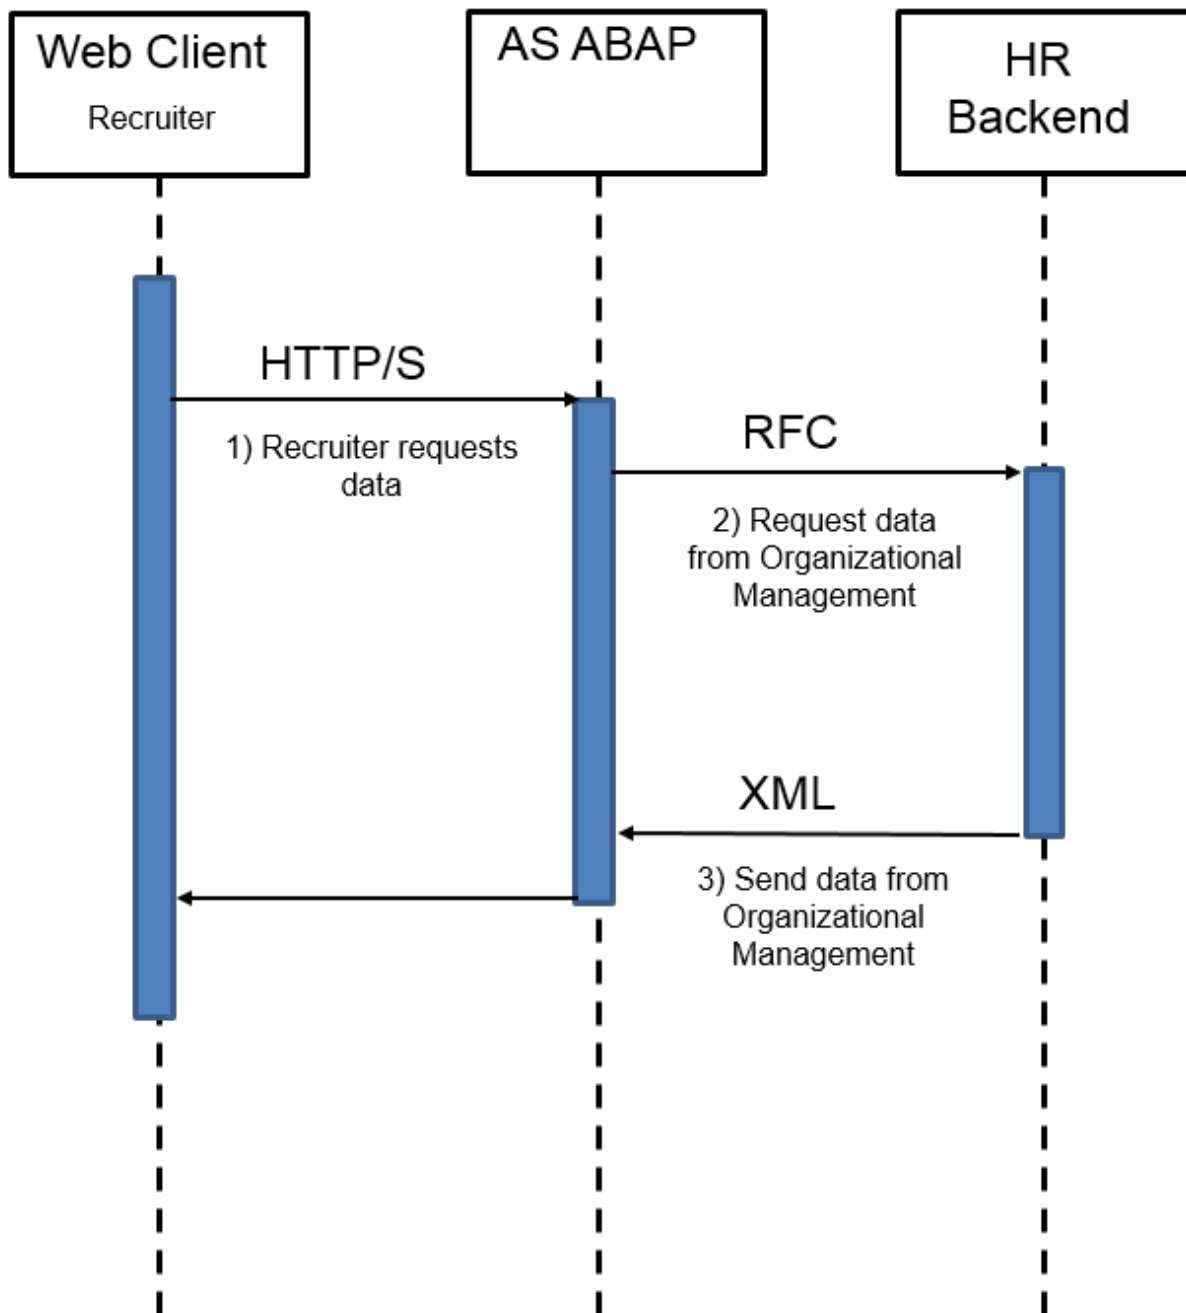 Web Client
Recruiter
AS ABAP
HR
Backend
HTTP/S
1) Recruiter requests
data
RFC
2) Request data
from Organizational
Management
XML
3) Send data from
Organizational
Management